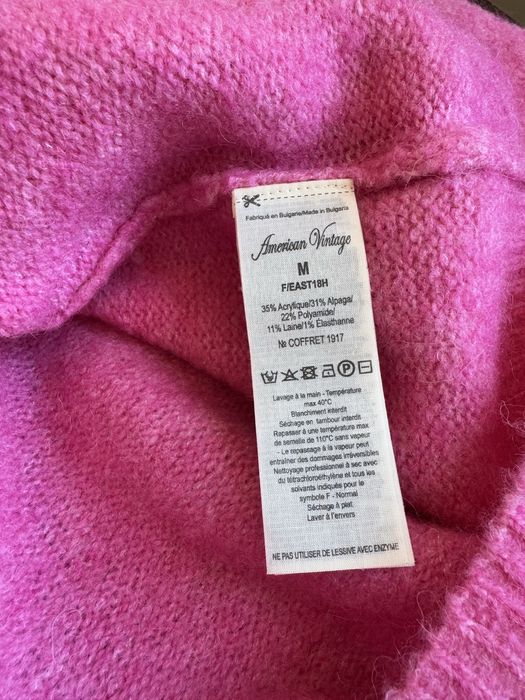 Fabriqué en Bulgarie/Made in Bulgaria
American Vintage
M
F/EAST18H
35% Acrylique/31% Alpaga/
22% Polyamide/
11% Laine/1% Élasthanne
№ COFFRET 1917
Lavage à la main - Température
max 40°C
Blanchiment interdit
Séchage en tambour interdit
Repasser à une température max
de semelle de 110°C sans vapeur
- Le repassage à la vapeur peut
entraîner des dommages irréversibles
Nettoyage professionnel à sec avec
du tétrachloroéthylène et tous les
solvants indiqués pour le
symbole F - Normal
Séchage à plat
Laver à l'envers
NE PAS UTILISER DE LESSIVE AVEC ENZYME